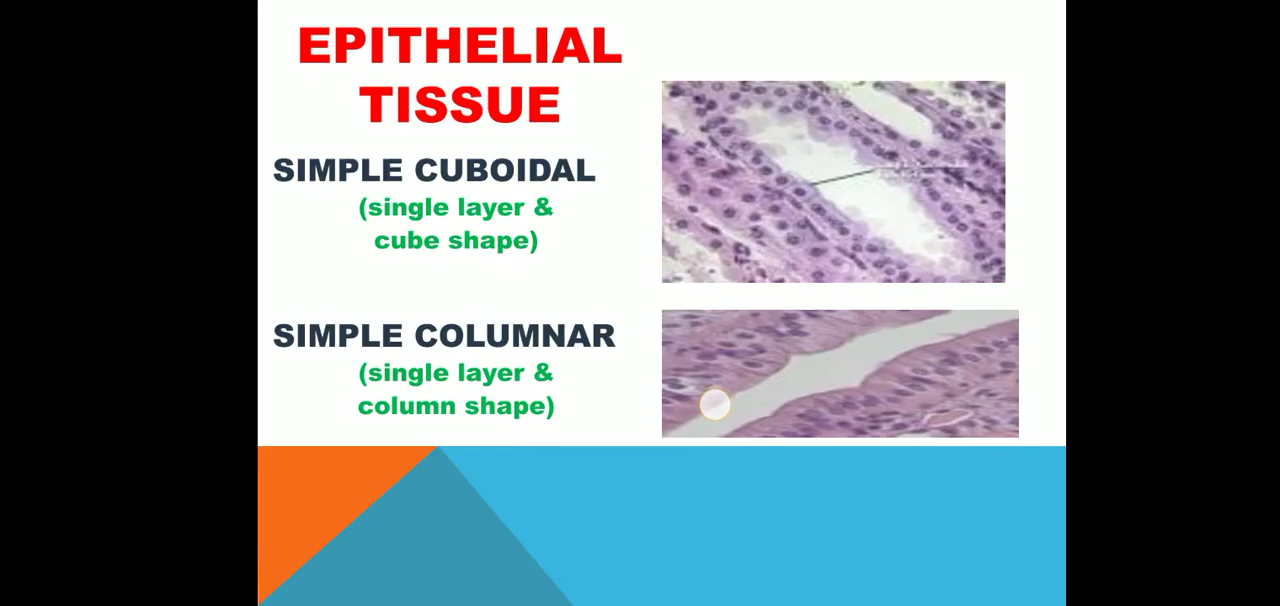 EPITHELIAL
TISSUE
SIMPLE CUBOIDAL
(single layer &
cube shape)
SIMPLE COLUMNAR
(single layer &
column shape)